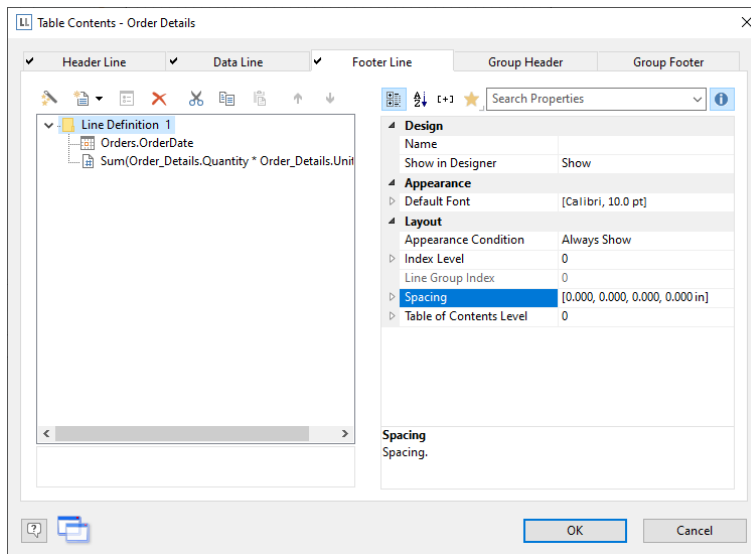 LL Table Contents - Order Details
Header Line Data Line Footer Line Group Header Group Footer
Search Properties
Line Definition 1
Orders.OrderDate
Sum(Order_Details.Quantity * Order_Details.Unit
Design
Name
Show in Designer Show
Appearance
Default Font [Calibri, 10.0 pt]
Layout
Appearance Condition Always Show
Index Level 0
Line Group Index 0
Spacing [0.000, 0.000, 0.000, 0.000 in]
Table of Contents Level 0
Spacing
Spacing.
OK Cancel